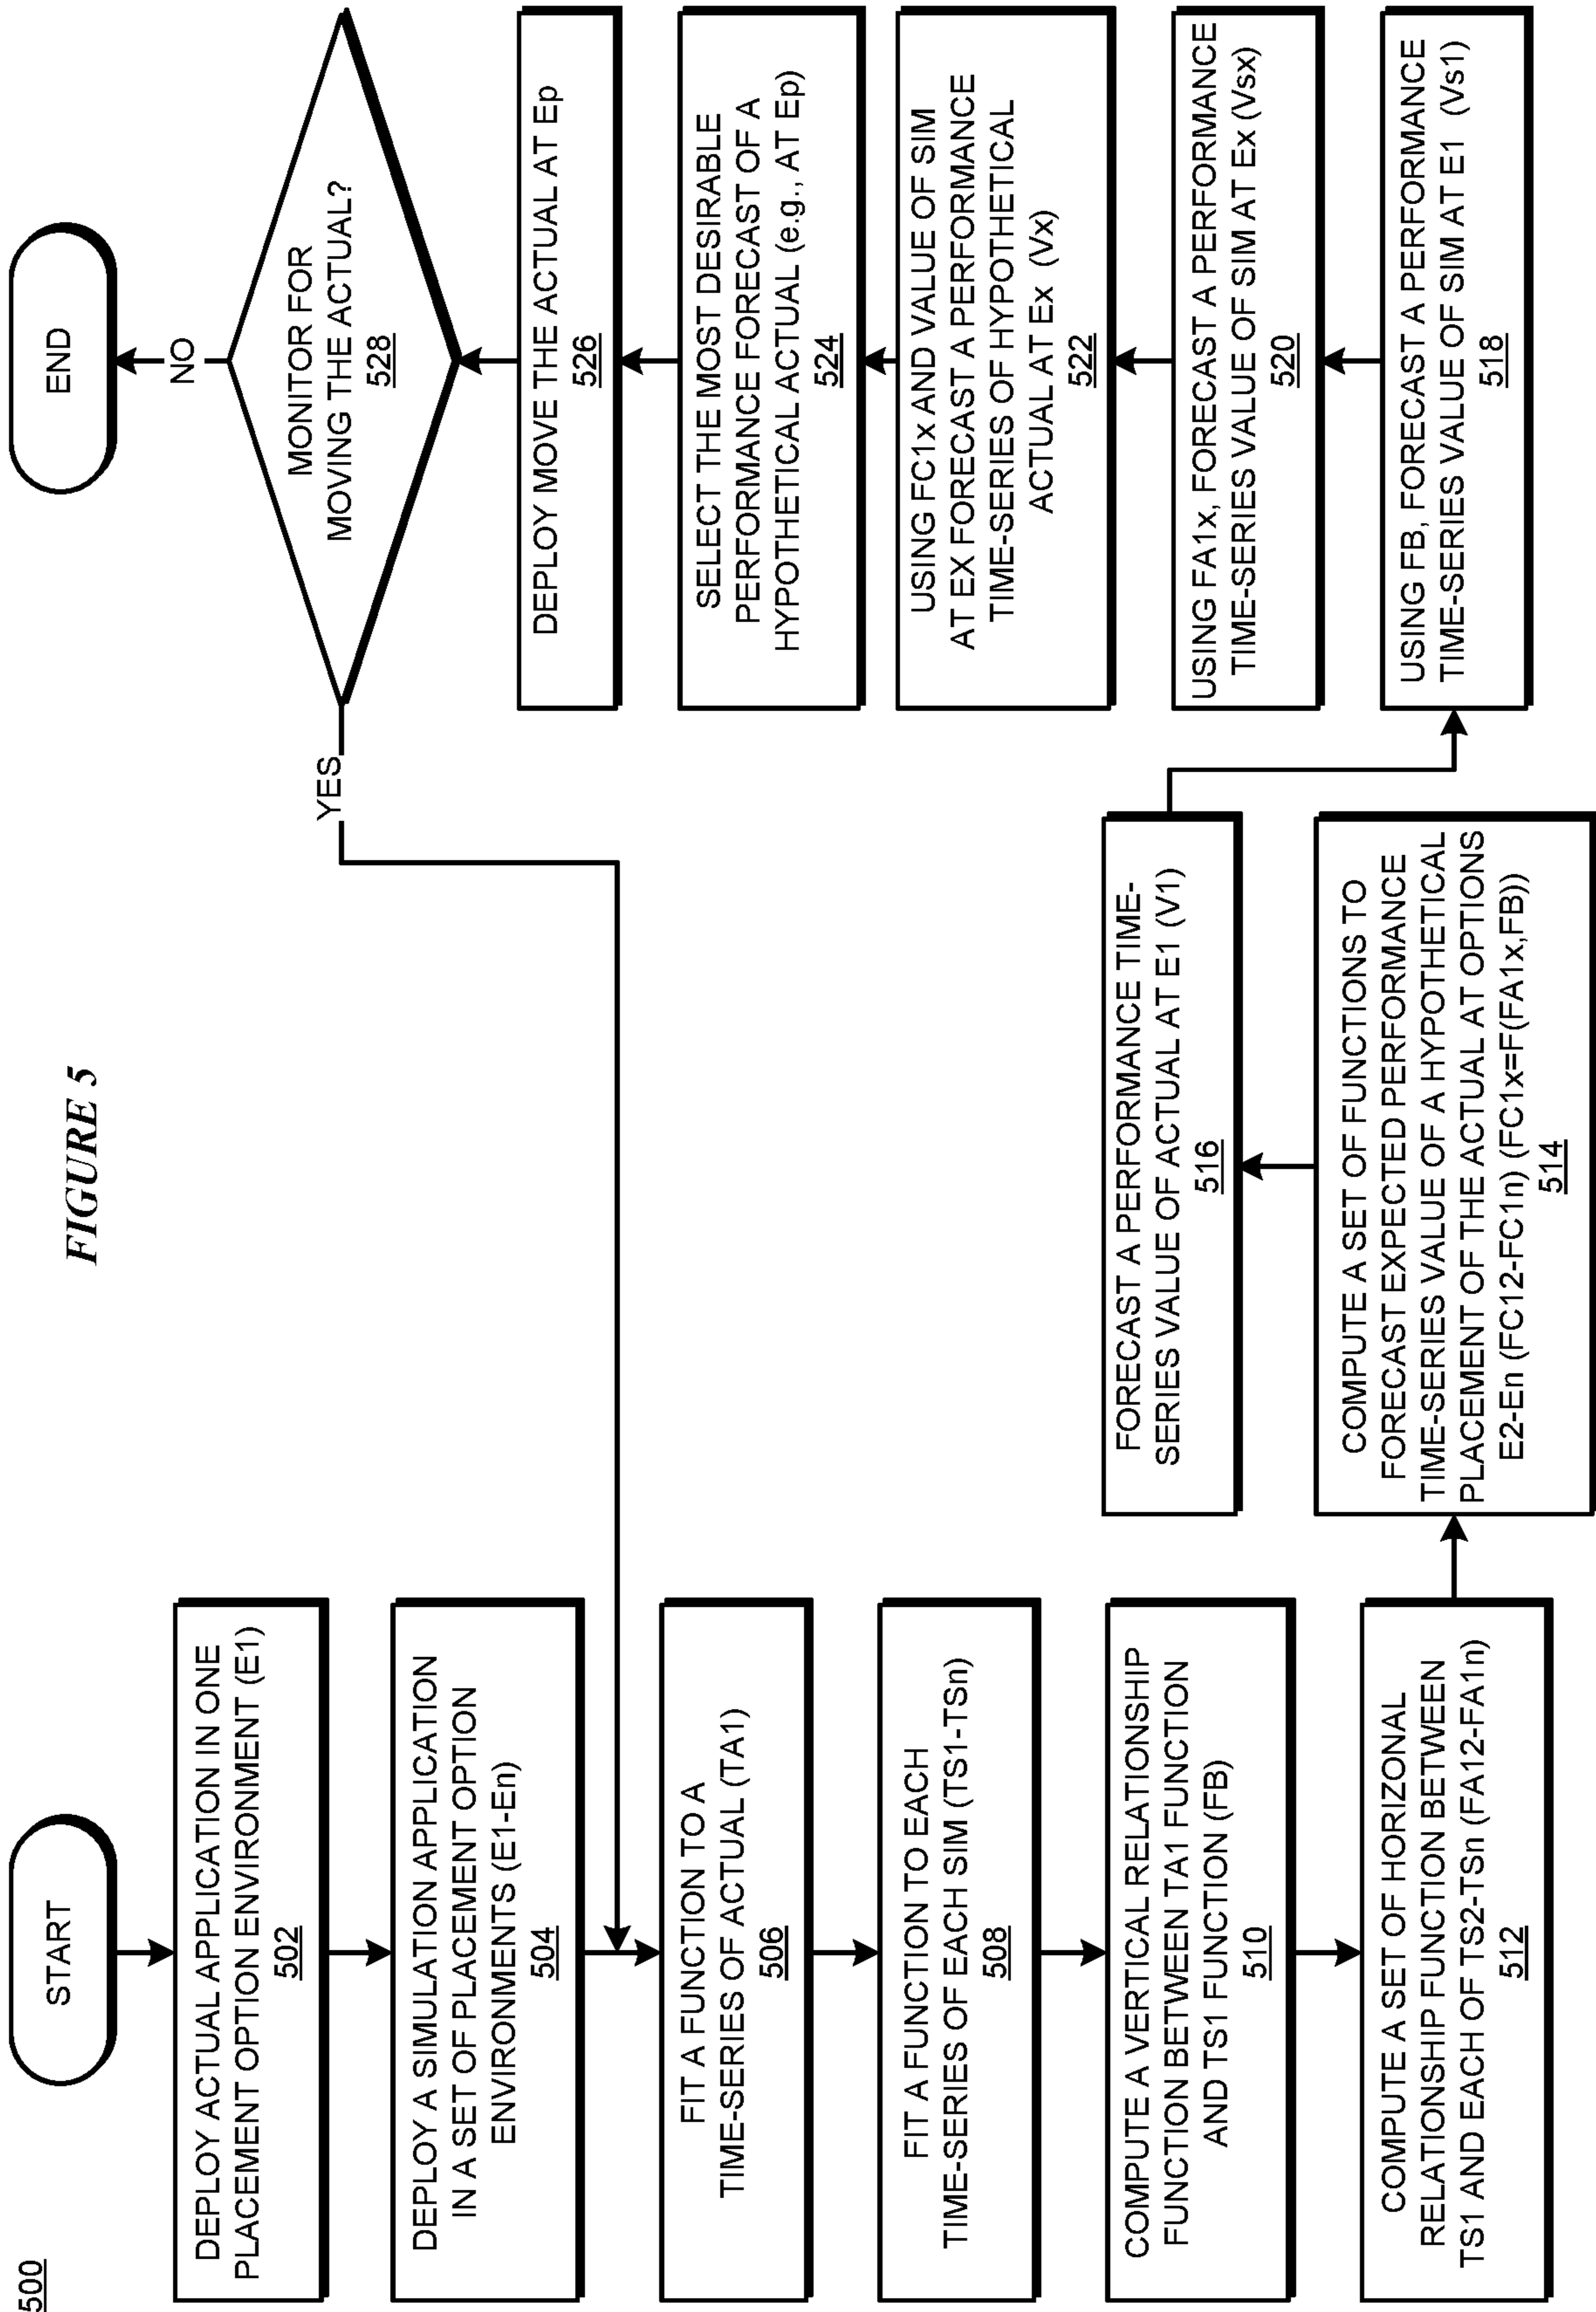 500
START
DEPLOY ACTUAL APPLICATION IN ONE
PLACEMENT OPTION ENVIRONMENT (E1)
502
DEPLOY A SIMULATION APPLICATION
IN A SET OF PLACEMENT OPTION
ENVIRONMENTS (E1-En)
504
FIT A FUNCTION TO A
TIME-SERIES OF ACTUAL (TA1)
506
FIT A FUNCTION TO EACH
TIME-SERIES OF EACH SIM (TS1-TSn)
508
COMPUTE A VERTICAL RELATIONSHIP
FUNCTION BETWEEN TA1 FUNCTION
AND TS1 FUNCTION (FB)
510
COMPUTE A SET OF HORIZONAL
RELATIONSHIP FUNCTION BETWEEN
TS1 AND EACH OF TS2-TSn (FA12-FA1n)
512
FIGURE 5
COMPUTE A SET OF FUNCTIONS TO
FORECAST EXPECTED PERFORMANCE
TIME-SERIES VALUE OF A HYPOTHETICAL
PLACEMENT OF THE ACTUAL AT OPTIONS
E2-En (FC12-FC1n) (FC1x=F(FA1x,FB))
514
FORECAST A PERFORMANCE TIME-
SERIES VALUE OF ACTUAL AT E1 (V1)
516
USING FB, FORECAST A PERFORMANCE
TIME-SERIES VALUE OF SIM AT E1 (Vs1)
518
USING FA1x, FORECAST A PERFORMANCE
TIME-SERIES VALUE OF SIM AT Ex (Vsx)
520
USING FC1x AND VALUE OF SIM
AT EX FORECAST A PERFORMANCE
TIME-SERIES OF HYPOTHETICAL
ACTUAL AT Ex (Vx)
522
SELECT THE MOST DESIRABLE
PERFORMANCE FORECAST OF A
HYPOTHETICAL ACTUAL (e.g., AT Ep)
524
DEPLOY MOVE THE ACTUAL AT Ep
526
MONITOR FOR
MOVING THE ACTUAL?
528
YES
NO
END